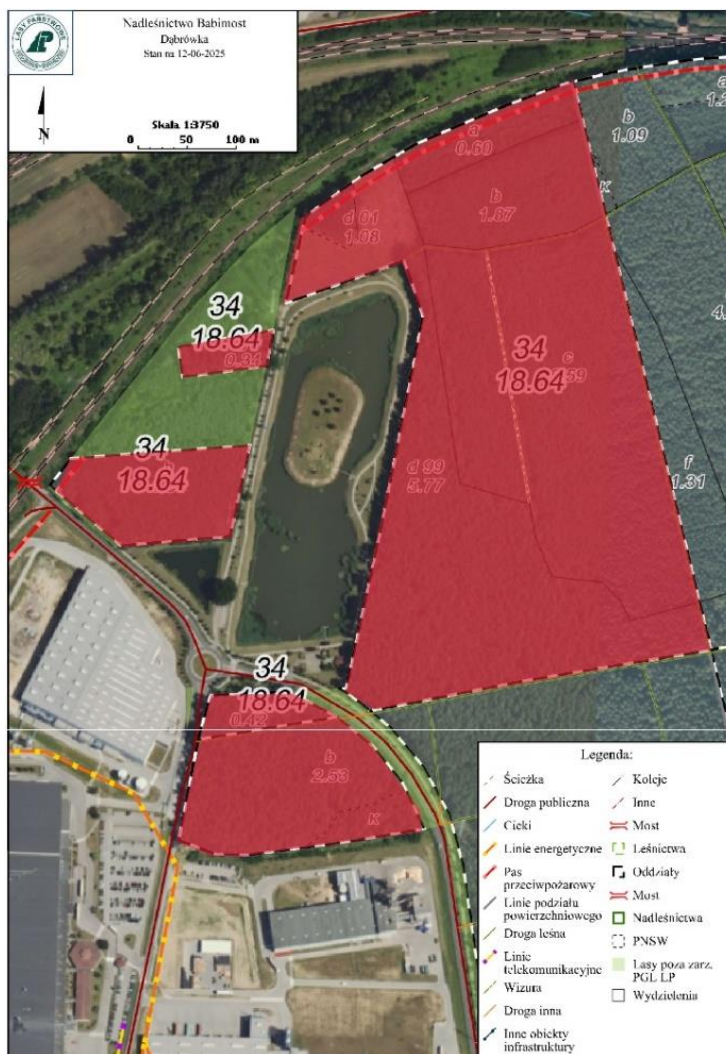 LASY PAŃSTWOWE
Nadleśnictwo Babimost
Dąbrówka
Stan na 12-06-2025
N
Skala 1:3750
0 50 100 m
a
0.60
b
1.09
K
b
1.87
d 01
1.08
34
18.64
0.31
34
18.64
c
34
18.64
f
1.31
d 99
5.77
34
18.64
0.42
b
2.53
K
Legenda:
Ścieżka
Droga publiczna
Cieki
Linie energetyczne
Pas
przeciwpożarowy
Linie podziału
powierzchniowego
Droga leśna
Linie
telekomunikacyjne
Wizura
Droga inna
Inne obiekty
infrastruktury
Koleje
Inne
Most
Leśnictwa
Oddziały
Most
Nadleśnictwa
PNSW
Lasy poza zarz.
PGL LP
Wydzielenia